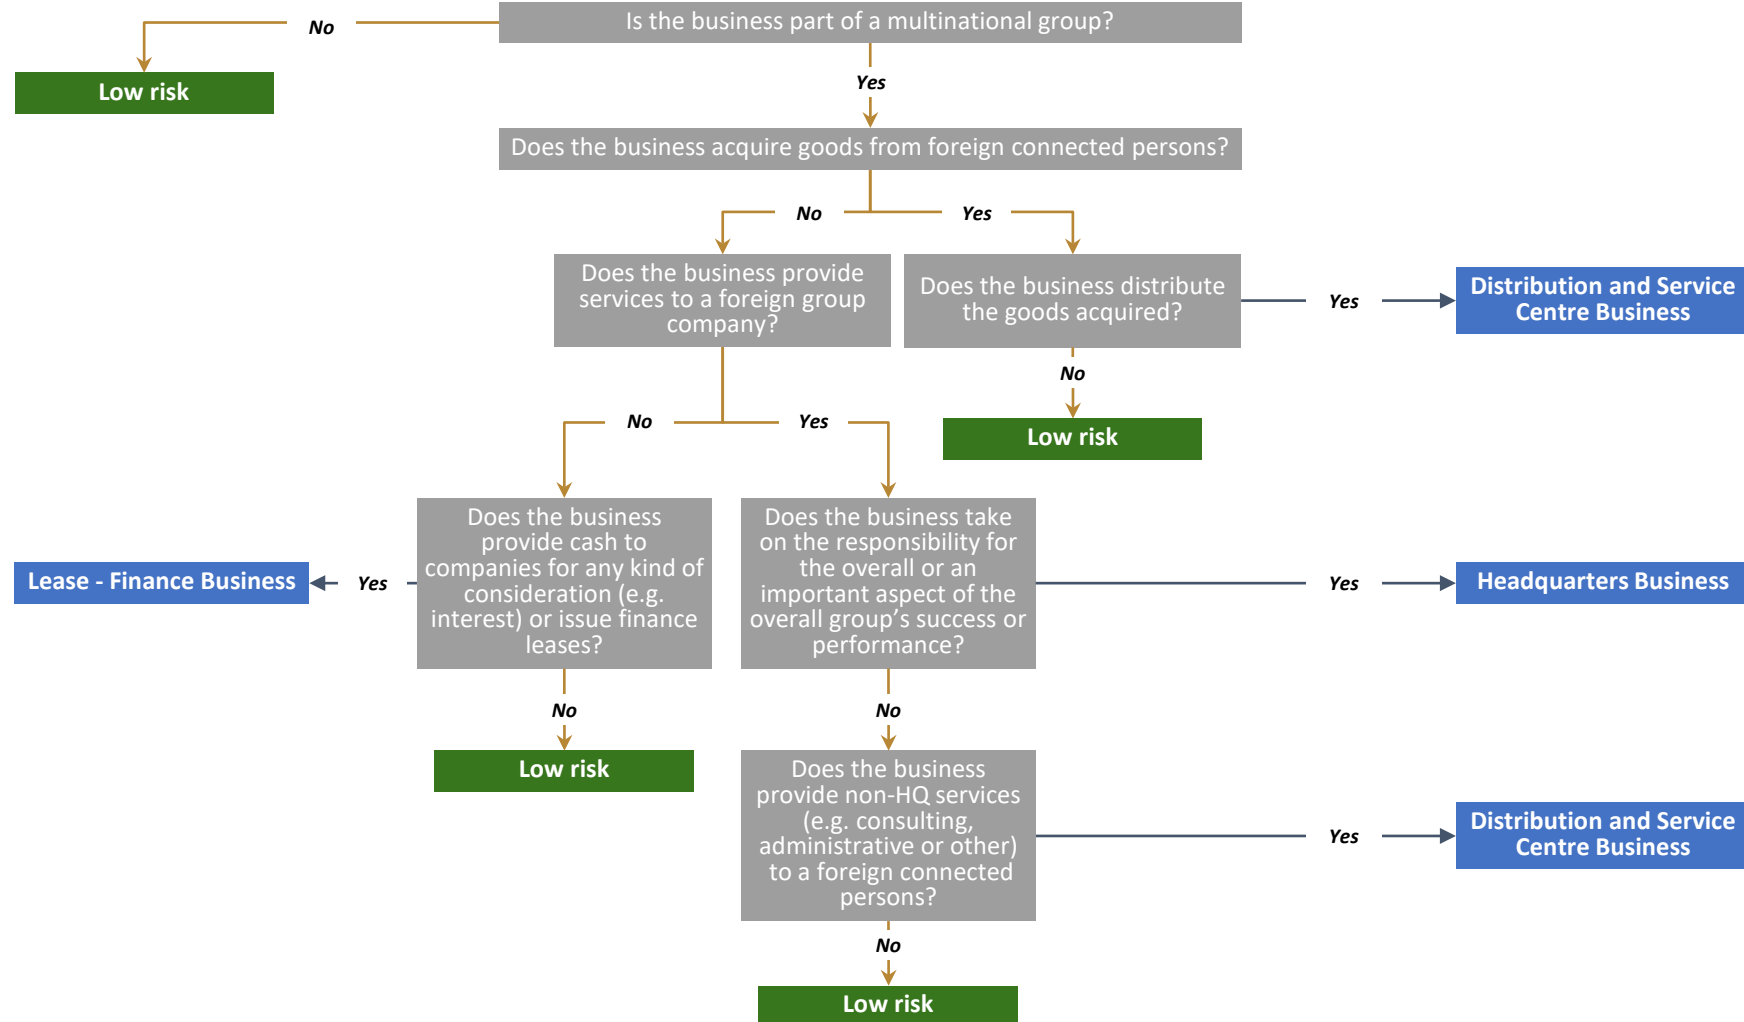 Is the business part of a multinational group?
No
Low risk
Yes
Does the business acquire goods from foreign connected persons?
No
Yes
Does the business provide
services to a foreign group
company?
Does the business distribute
the goods acquired?
Yes
Distribution and Service
Centre Business
No
Low risk
No
Yes
Does the business
provide cash to
companies for any kind of
consideration (e.g.
interest) or issue finance
leases?
Yes
Lease - Finance Business
Does the business take
on the responsibility for
the overall or an
important aspect of the
overall group’s success or
performance?
Yes
Headquarters Business
No
Low risk
No
Does the business
provide non-HQ services
(e.g. consulting,
administrative or other)
to a foreign connected
persons?
Yes
Distribution and Service
Centre Business
No
Low risk